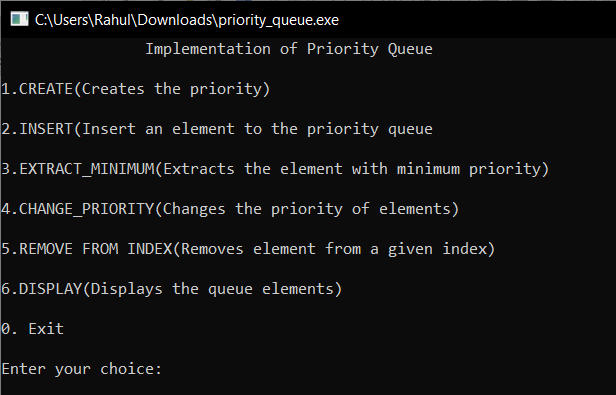 C:\Users\Rahul\Downloads\priority_queue.exe
Implementation of Priority Queue
1.CREATE(Creates the priority)
2.INSERT(Insert an element to the priority queue
3.EXTRACT_MINIMUM(Extracts the element with minimum priority)
4.CHANGE_PRIORITY(Changes the priority of elements)
5.REMOVE FROM INDEX(Removes element from a given index)
6.DISPLAY(Displays the queue elements)
0. Exit
Enter your choice: